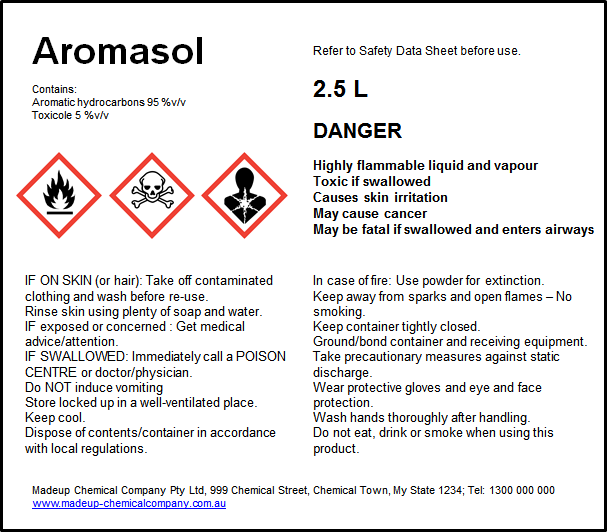 Aromasol
Contains:
Aromatic hydrocarbons 95 %v/v
Toxicole 5 %v/v
Refer to Safety Data Sheet before use.
2.5 L
DANGER
Highly flammable liquid and vapour
Toxic if swallowed
Causes skin irritation
May cause cancer
May be fatal if swallowed and enters airways
IF ON SKIN (or hair): Take off contaminated
clothing and wash before re-use.
Rinse skin using plenty of soap and water.
IF exposed or concerned : Get medical
advice/attention.
IF SWALLOWED: Immediately call a POISON
CENTRE or doctor/physician.
Do NOT induce vomiting
Store locked up in a well-ventilated place.
Keep cool.
Dispose of contents/container in accordance
with local regulations.
In case of fire: Use powder for extinction.
Keep away from sparks and open flames – No
smoking.
Keep container tightly closed.
Ground/bond container and receiving equipment.
Take precautionary measures against static
discharge.
Wear protective gloves and eye and face
protection.
Wash hands thoroughly after handling.
Do not eat, drink or smoke when using this
product.
Madeup Chemical Company Pty Ltd, 999 Chemical Street, Chemical Town, My State 1234; Tel: 1300 000 000
www.madeup-chemicalcompany.com.au